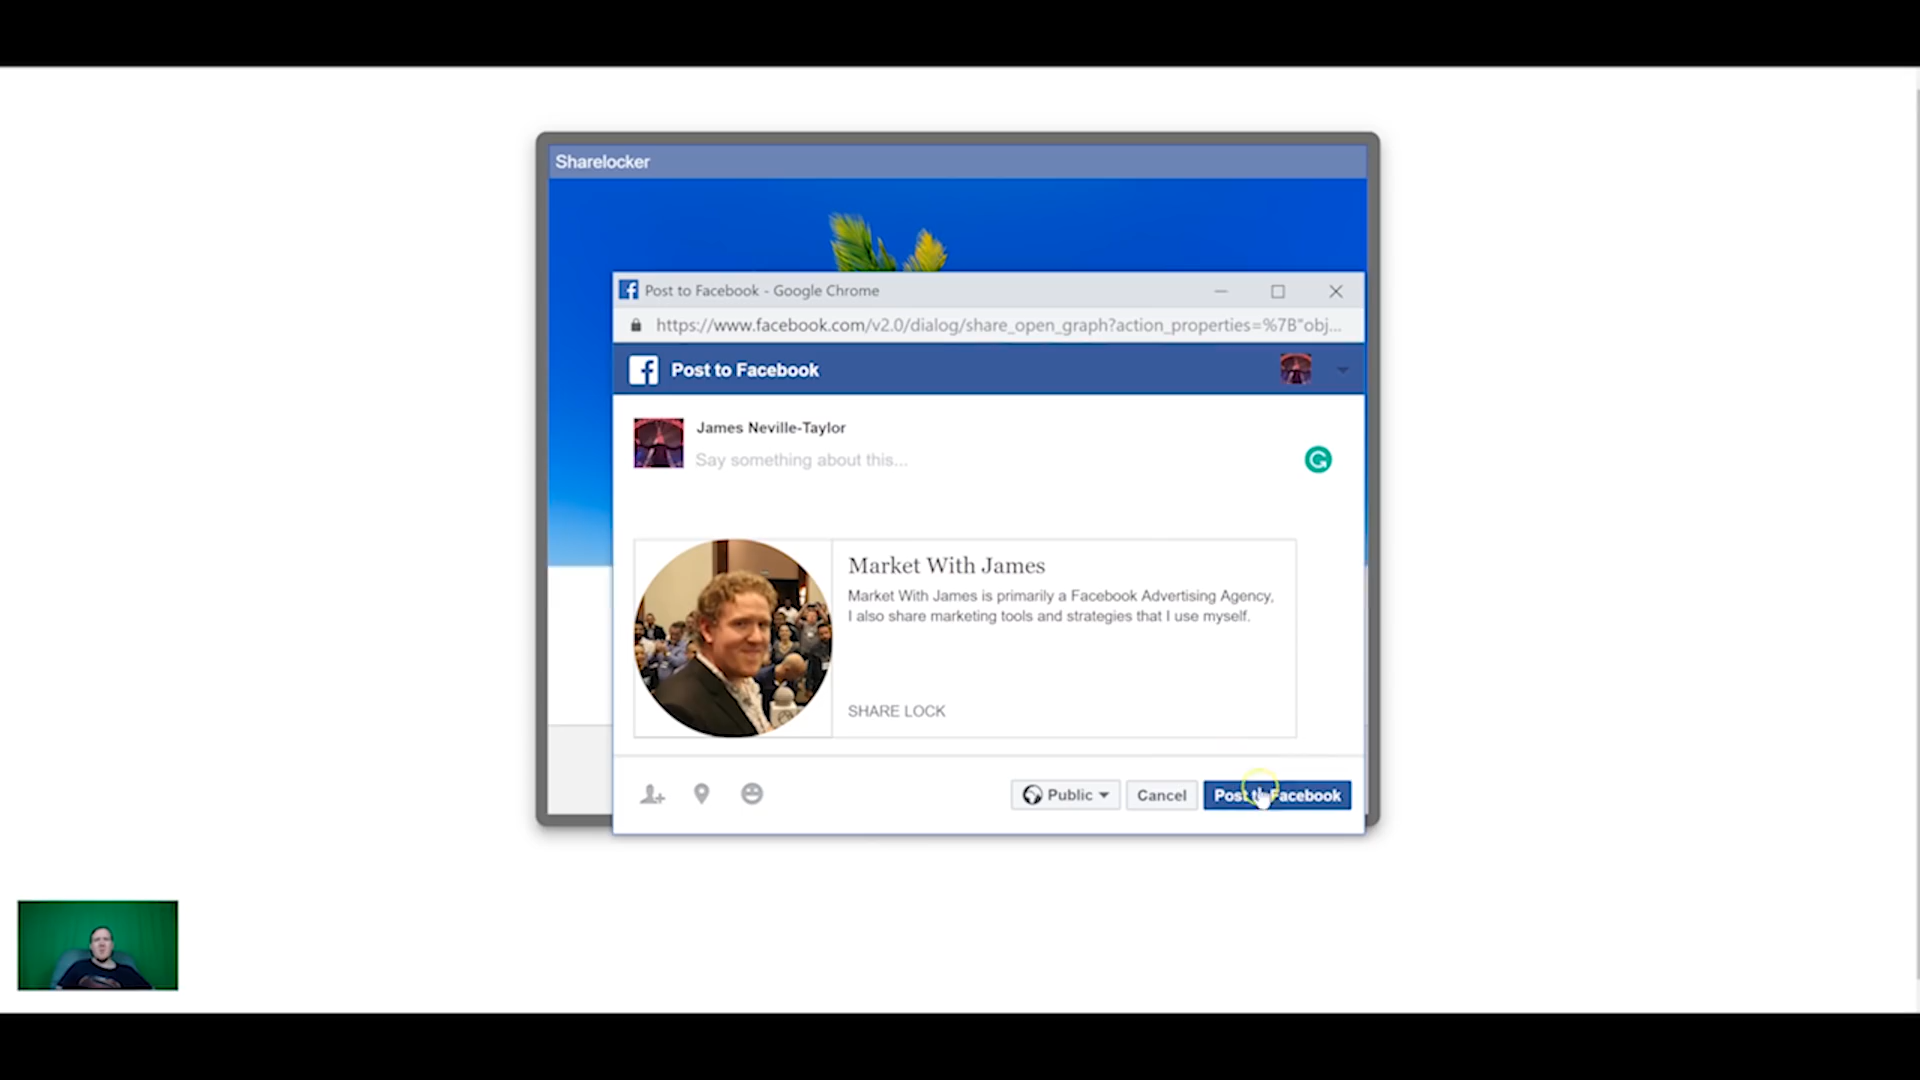 Sharelocker
Post to Facebook - Google Chrome
https://www.facebook.com/v2.0/dialog/share_open_graph?action_properties=%7B"obj...
Post to Facebook
James Neville-Taylor
Say something about this...
Market With James
Market With James is primarily a Facebook Advertising Agency,
I also share marketing tools and strategies that I use myself.
SHARE LOCK
Public
Cancel
Post to Facebook